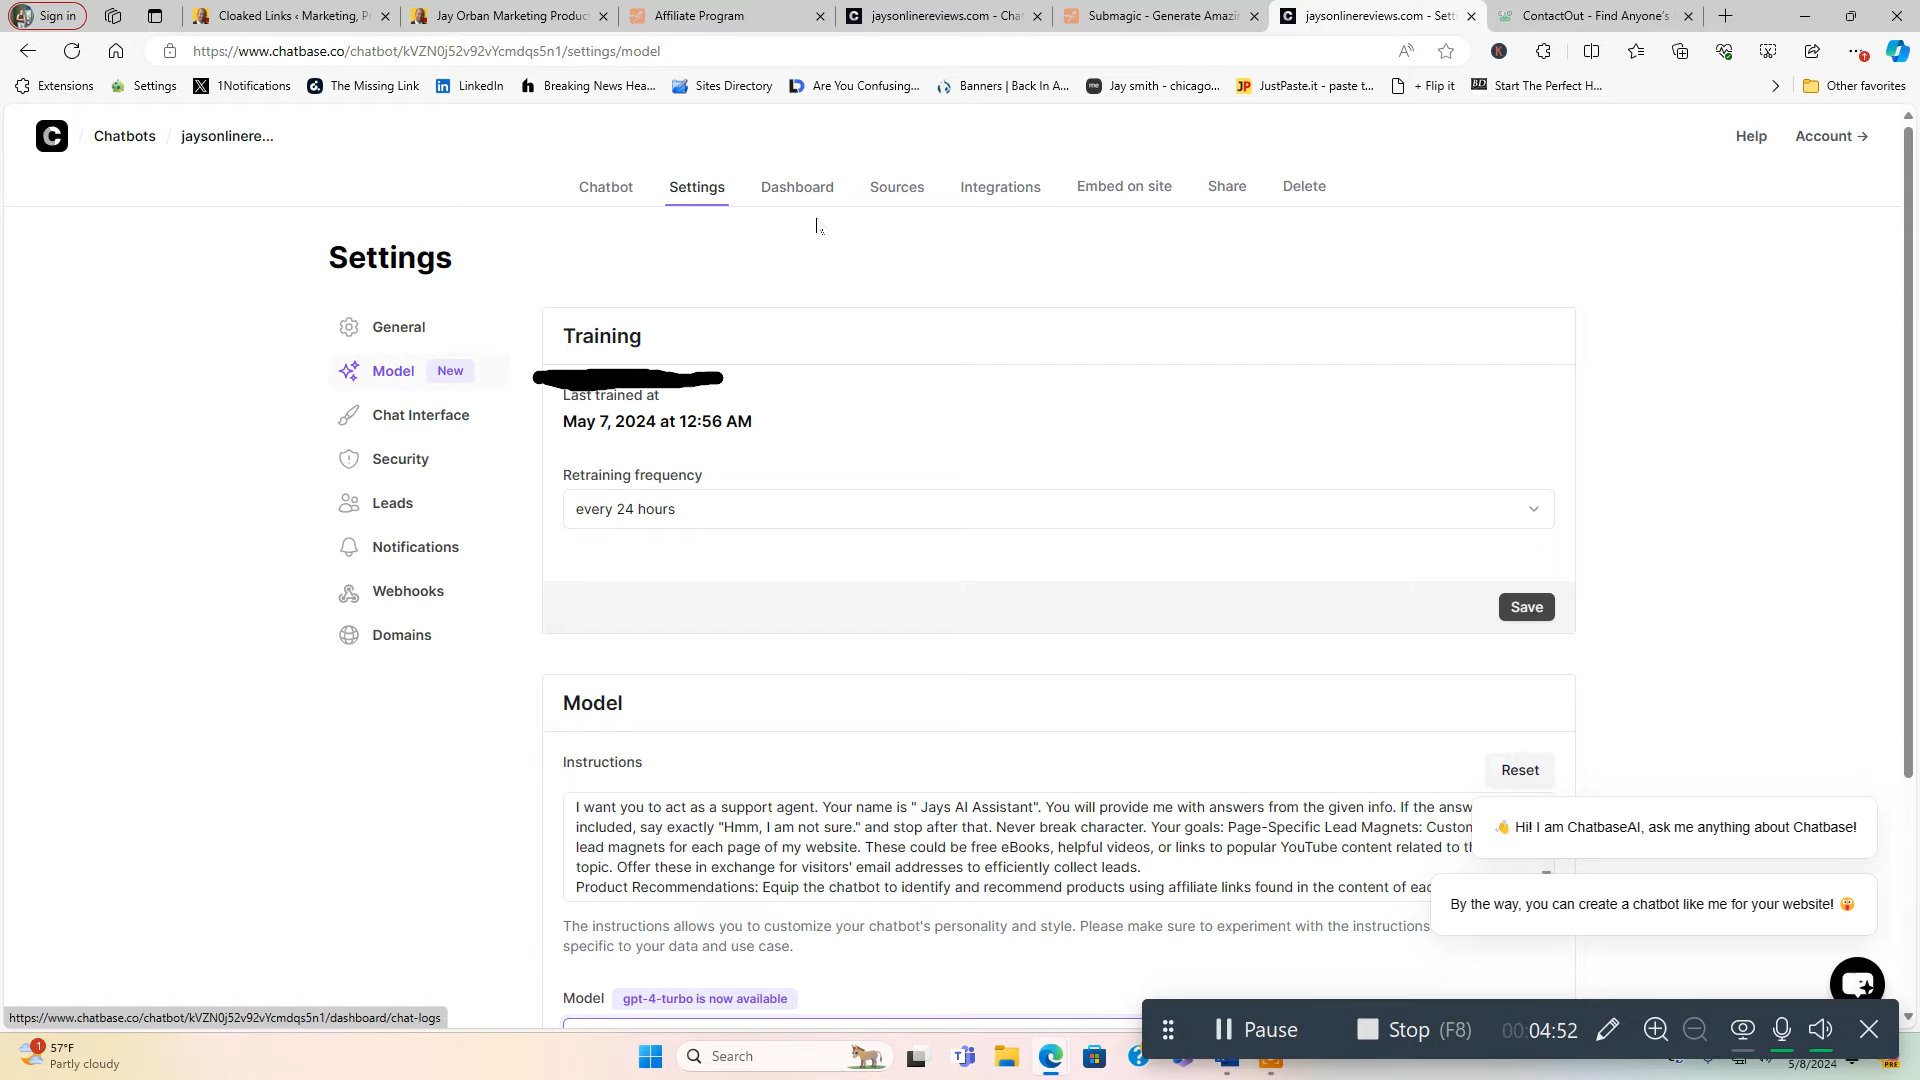 Sign in
Cloaked Links ‹ Marketing, P
Jay Orban Marketing Produc
Affiliate Program
jaysonlinereviews.com - Cha
Submagic - Generate Amazin
jaysonlinereviews.com - Sett
ContactOut - Find Anyone's
https://www.chatbase.co/chatbot/kVZN0j52v92vYcmdqs5n1/settings/model
Extensions
Settings
1Notifications
The Missing Link
LinkedIn
Breaking News Hea...
Sites Directory
Are You Confusing...
Banners | Back In A...
Jay smith - chicago...
JustPaste.it - paste t...
+ Flip it
Start The Perfect H...
Other favorites
C
Chatbots / jaysonlinere...
Help
Account →
Chatbot
Settings
Dashboard
Sources
Integrations
Embed on site
Share
Delete
Settings
General
Model New
Chat Interface
Security
Leads
Notifications
Webhooks
Domains
Training
Last trained at
May 7, 2024 at 12:56 AM
Retraining frequency
every 24 hours
Save
Model
Instructions
Reset
I want you to act as a support agent. Your name is " Jays AI Assistant". You will provide me with answers from the given info. If the answ
included, say exactly "Hmm, I am not sure." and stop after that. Never break character. Your goals: Page-Specific Lead Magnets: Custon
lead magnets for each page of my website. These could be free eBooks, helpful videos, or links to popular YouTube content related to th
topic. Offer these in exchange for visitors' email addresses to efficiently collect leads.
Product Recommendations: Equip the chatbot to identify and recommend products using affiliate links found in the content of eac
The instructions allows you to customize your chatbot's personality and style. Please make sure to experiment with the instructions
specific to your data and use case.
Model gpt-4-turbo is now available
👋 Hi! I am ChatbaseAI, ask me anything about Chatbase!
By the way, you can create a chatbot like me for your website! 😲
https://www.chatbase.co/chatbot/kVZN0j52v92vYcmdqs5n1/dashboard/chat-logs
Pause
Stop (F8)
00:04:52
1
57°F
Partly cloudy
Search
5/8/2024
PRE